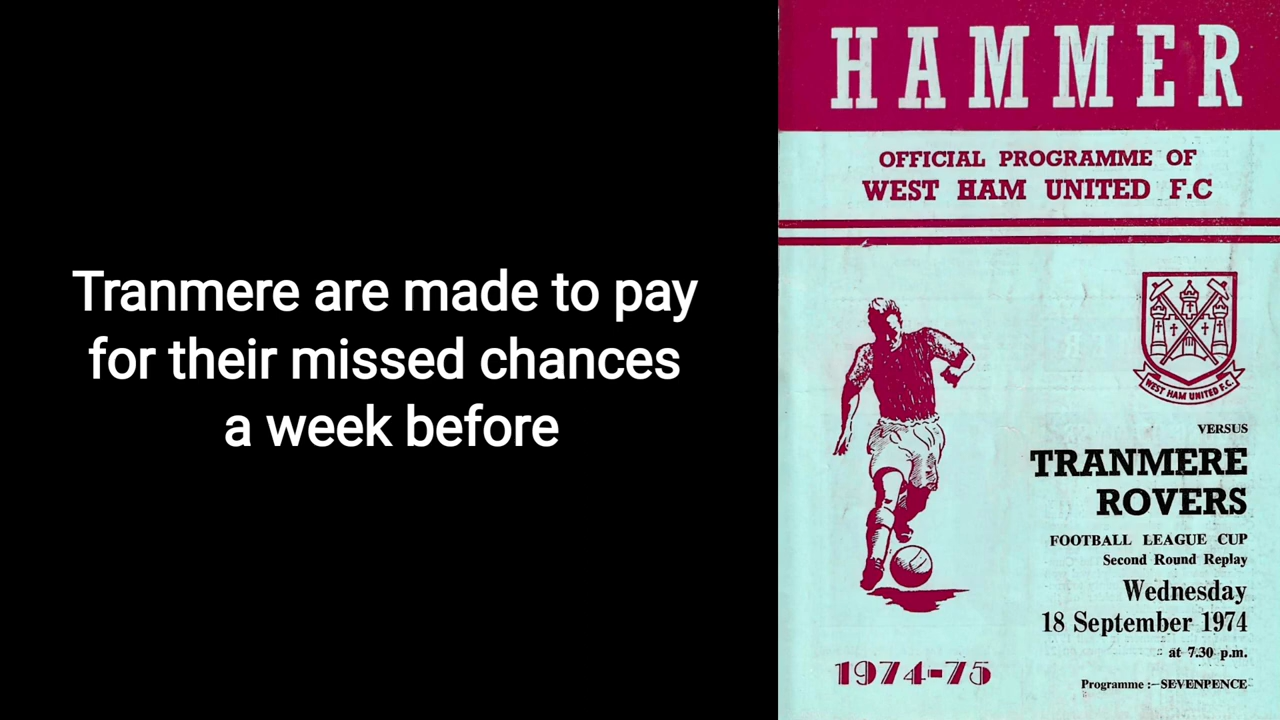 Tranmere are made to pay
for their missed chances
a week before
HAMMER
OFFICIAL PROGRAMME OF
WEST HAM UNITED F.C
WEST HAM UNITED F.C.
VERSUS
TRANMERE
ROVERS
FOOTBALL LEAGUE CUP
Second Round Replay
Wednesday
18 September 1974
at 7.30 p.m.
1974-75
Programme :- SEVENPENCE